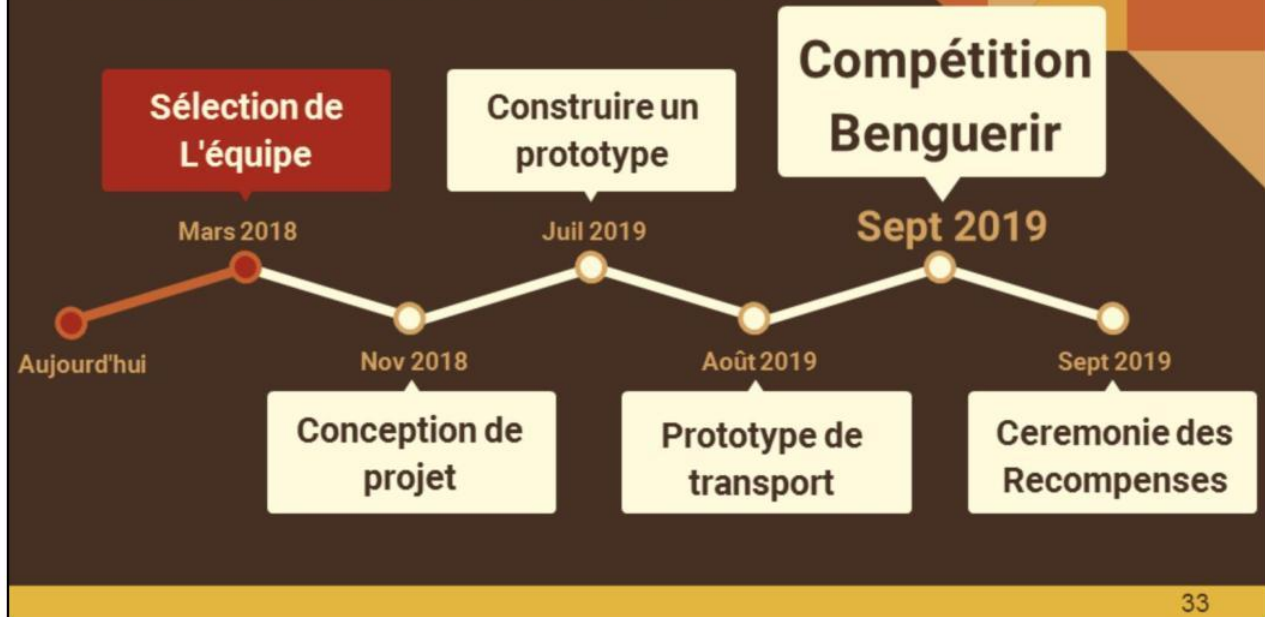 Sélection de
L'équipe
Mars 2018
Construire un
prototype
Juil 2019
Compétition
Benguerir
Sept 2019
Aujourd'hui
Nov 2018
Conception de
projet
Août 2019
Prototype de
transport
Sept 2019
Ceremonie des
Recompenses
33